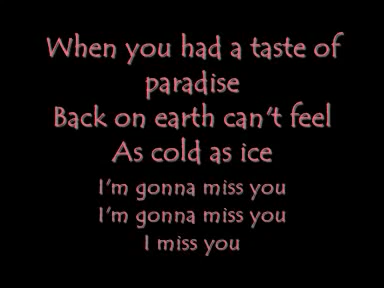 When you had a taste of
paradise
Back on earth can't feel
As cold as ice
I'm gonna miss you
I'm gonna miss you
I miss you